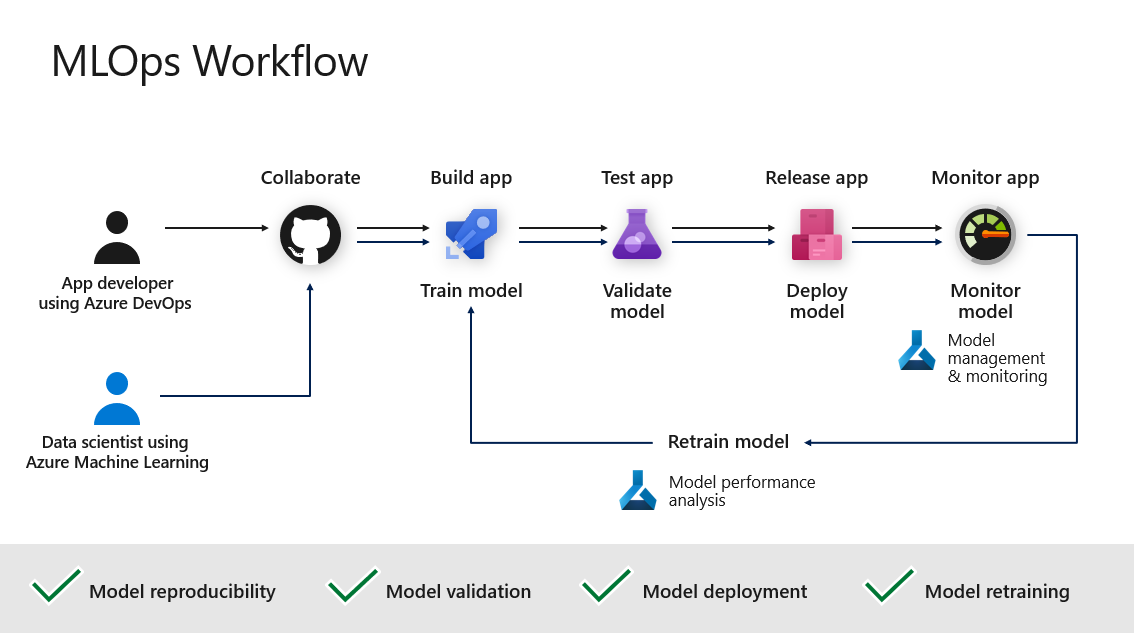 MLOps Workflow
Collaborate
Build app
Test app
Release app
Monitor app
App developer
using Azure DevOps
Train model
Validate
model
Deploy
model
Monitor
model
Model
management
& monitoring
Data scientist using
Azure Machine Learning
Retrain model
Model performance
analysis
Model reproducibility
Model validation
Model deployment
Model retraining